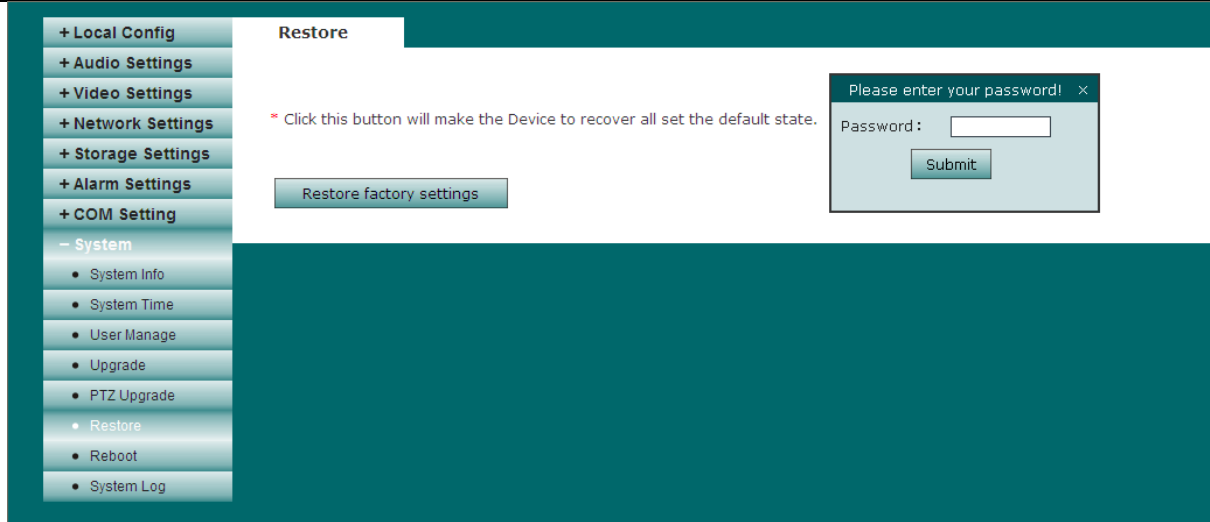 + Local Config
+ Audio Settings
+ Video Settings
+ Network Settings
+ Storage Settings
+ Alarm Settings
+ COM Setting
− System
• System Info
• System Time
• User Manage
• Upgrade
• PTZ Upgrade
• Restore
• Reboot
• System Log
Restore
* Click this button will make the Device to recover all set the default state.
Restore factory settings
Please enter your password! ×
Password :
Submit